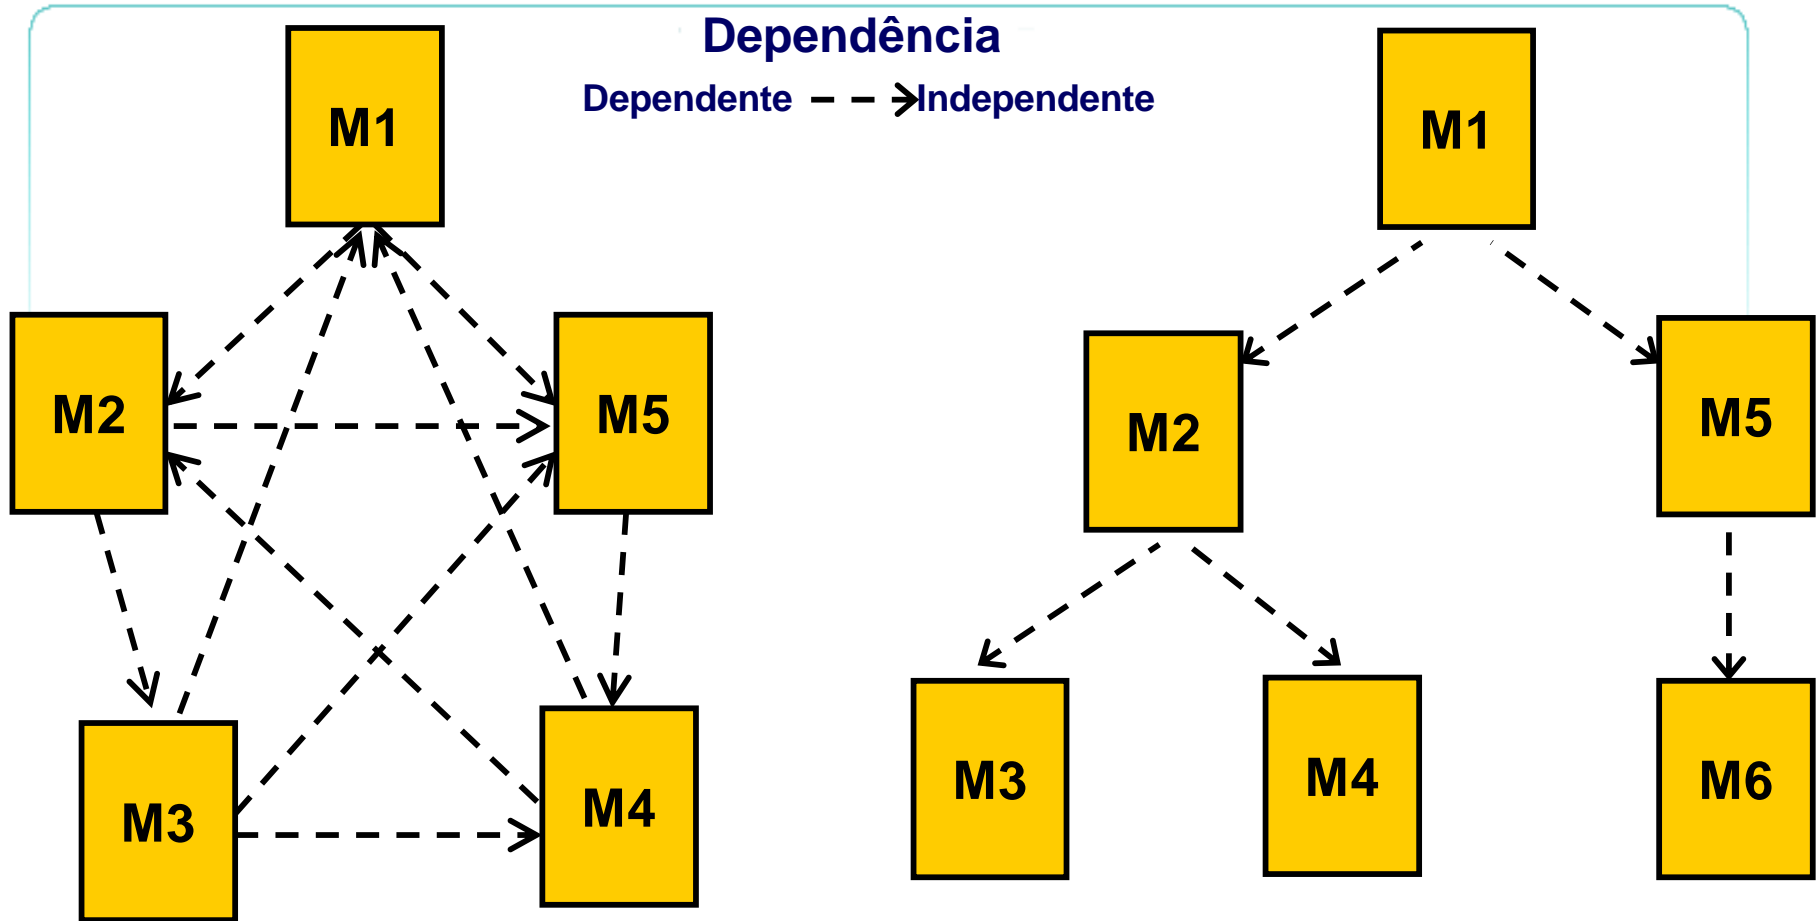 Dependência
Dependente
Independente
M1
M2
M5
M3
M4
M1
M2
M5
M3
M4
M6